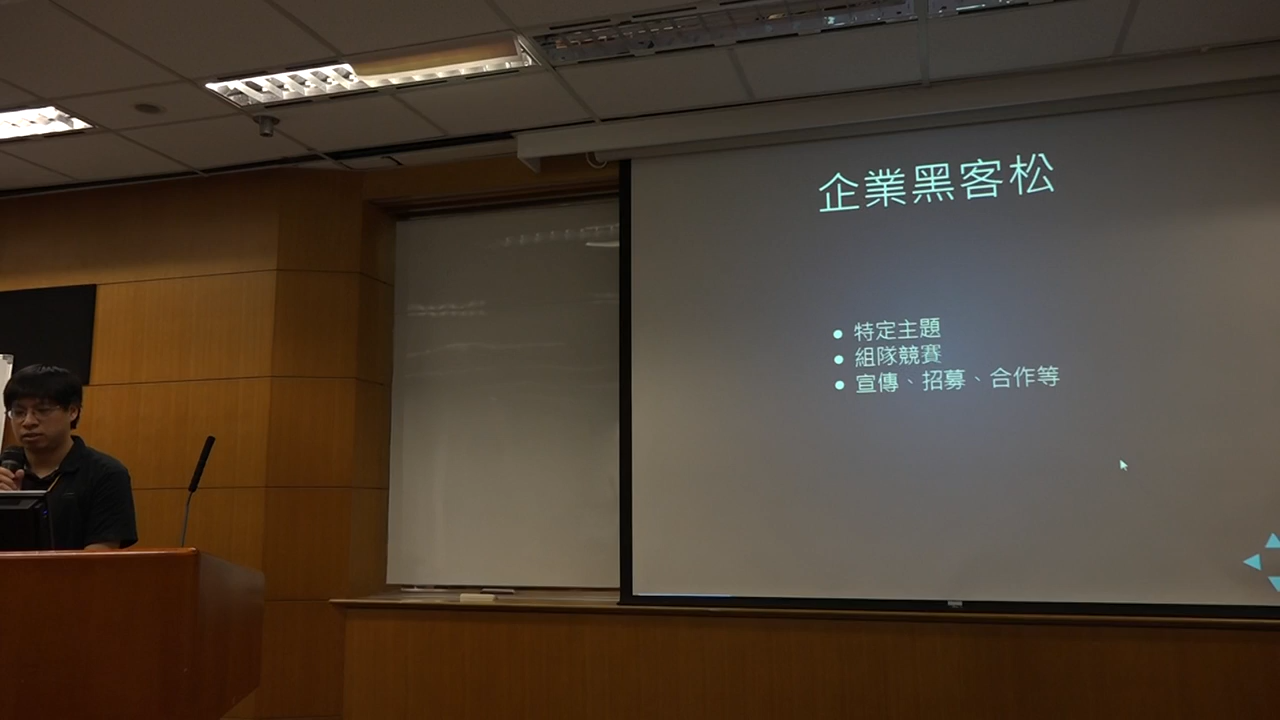 企業黑客松
● 特定主題
● 組隊競賽
● 宣傳、招募、合作等